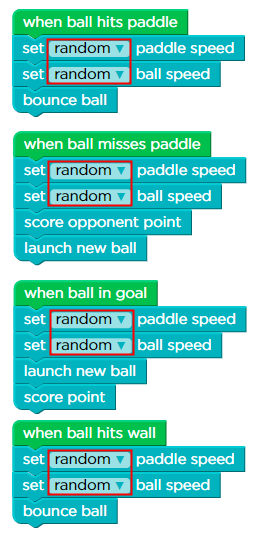 when ball hits paddle
set random ▼ paddle speed
set random ▼ ball speed
bounce ball
when ball misses paddle
set random ▼ paddle speed
set random ▼ ball speed
score opponent point
launch new ball
when ball in goal
set random ▼ paddle speed
set random ▼ ball speed
launch new ball
score point
when ball hits wall
set random ▼ paddle speed
set random ▼ ball speed
bounce ball